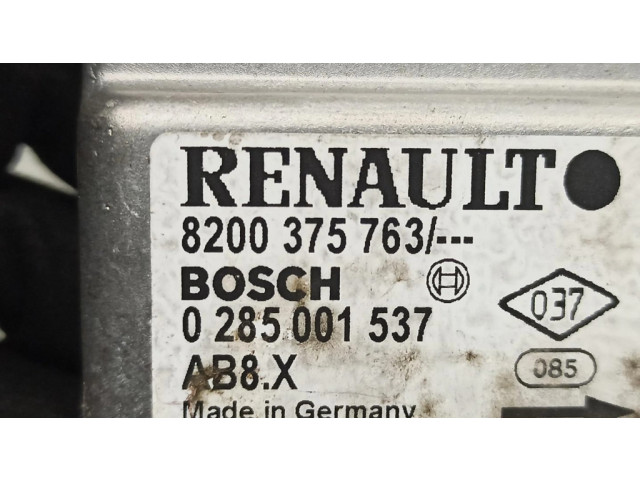 RENAULT
8200 375 763/---
BOSCH
037
0 285 001 537
AB8.X
085
Made in Germany